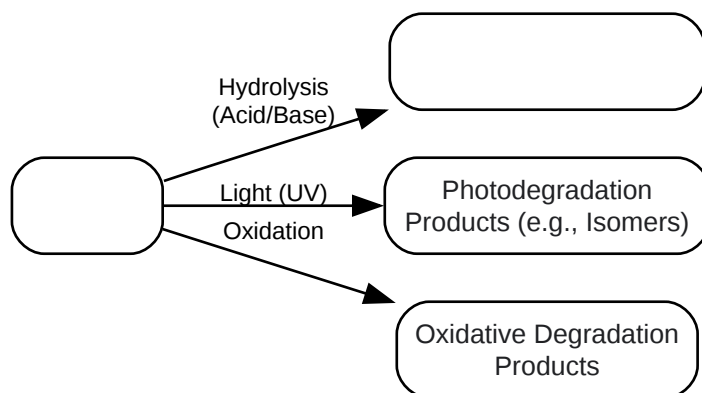 Hydrolysis
(Acid/Base)
Light (UV)
Oxidation
Photodegradation
Products (e.g., Isomers)
Oxidative Degradation
Products